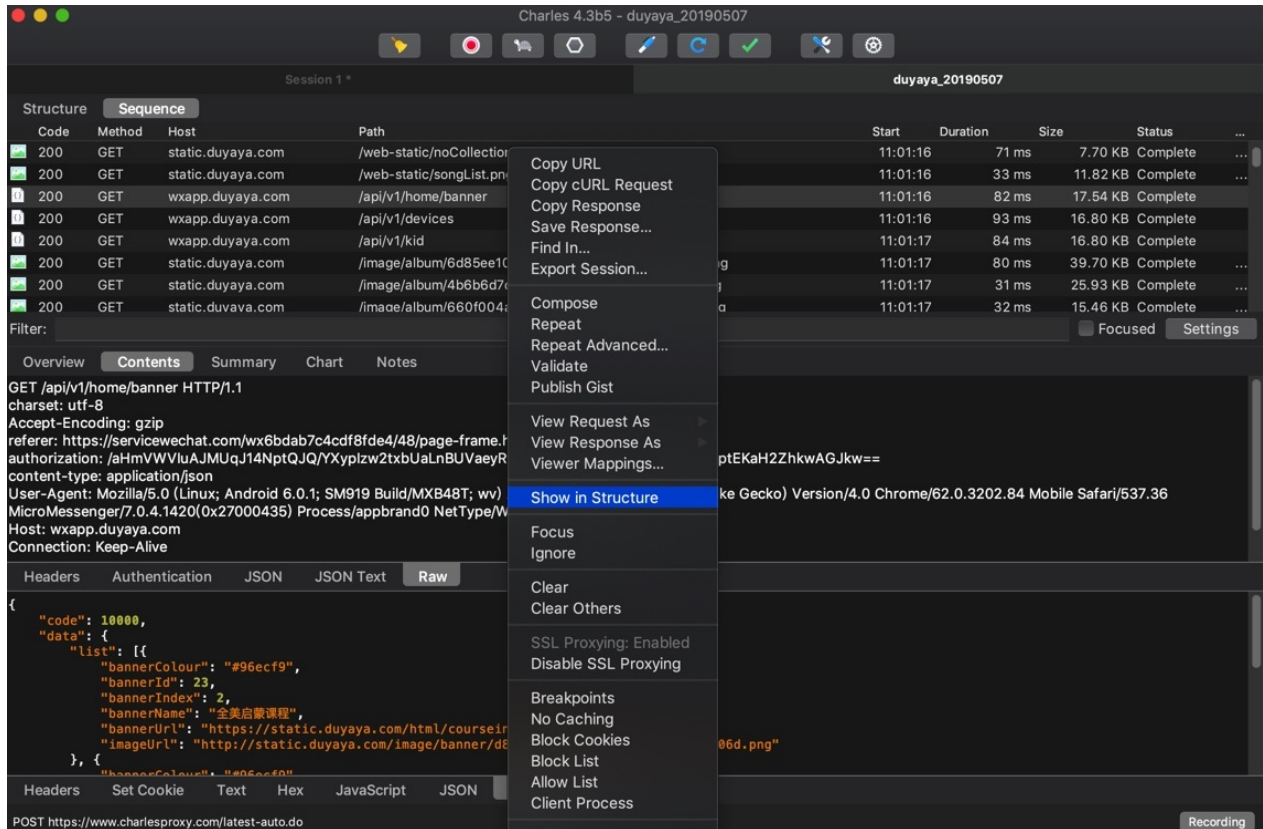 Charles 4.3b5 - duyaya_20190507
Session 1 *
duyaya_20190507
Structure Sequence
Code Method Host Path Start Duration Size Status ...
200 GET static.duyaya.com /web-static/noCollection 11:01:16 71 ms 7.70 KB Complete ...
200 GET static.duyaya.com /web-static/songList.pn 11:01:16 33 ms 11.82 KB Complete ...
200 GET wxapp.duyaya.com /api/v1/home/banner 11:01:16 82 ms 17.54 KB Complete
200 GET wxapp.duyaya.com /api/v1/devices 11:01:16 93 ms 16.80 KB Complete
200 GET wxapp.duyaya.com /api/v1/kid 11:01:17 84 ms 16.80 KB Complete
200 GET static.duyaya.com /image/album/6d85ee10 11:01:17 80 ms 39.70 KB Complete ...
200 GET static.duyaya.com /image/album/4b6b6d7 11:01:17 31 ms 25.93 KB Complete ...
200 GET static.duyaya.com /image/album/660f004 11:01:17 32 ms 15.46 KB Complete ...
Filter: Focused Settings
Overview Contents Summary Chart Notes
GET /api/v1/home/banner HTTP/1.1
charset: utf-8
Accept-Encoding: gzip
referer: https://servicewechat.com/wx6bdab7c4cdf8fde4/48/page-frame.h
authorization: /aHmVWVIuAJMUqJ14NptQJQ/YXyplzw2txbUaLnBUVaeyR ptEKaH2ZhkwAGJkw==
content-type: application/json
User-Agent: Mozilla/5.0 (Linux; Android 6.0.1; SM919 Build/MXB48T; wv) ke Gecko) Version/4.0 Chrome/62.0.3202.84 Mobile Safari/537.36
MicroMessenger/7.0.4.1420(0x27000435) Process/appbrand0 NetType/W
Host: wxapp.duyaya.com
Connection: Keep-Alive
Headers Authentication JSON JSON Text Raw
{
"code": 10000,
"data": {
"list": [{
"bannerColour": "#96ecf9",
"bannerId": 23,
"bannerIndex": 2,
"bannerName": "全美启蒙课程",
"bannerUrl": "https://static.duyaya.com/html/coursein
"imageUrl": "http://static.duyaya.com/image/banner/d8 06d.png"
}, {
"bannerColour": "#96ecf9"
Headers Set Cookie Text Hex JavaScript JSON
POST https://www.charlesproxy.com/latest-auto.do
Recording
Copy URL
Copy cURL Request
Copy Response
Save Response...
Find In...
Export Session...
Compose
Repeat
Repeat Advanced...
Validate
Publish Gist
View Request As
View Response As
Viewer Mappings...
Show in Structure
Focus
Ignore
Clear
Clear Others
SSL Proxying: Enabled
Disable SSL Proxying
Breakpoints
No Caching
Block Cookies
Block List
Allow List
Client Process